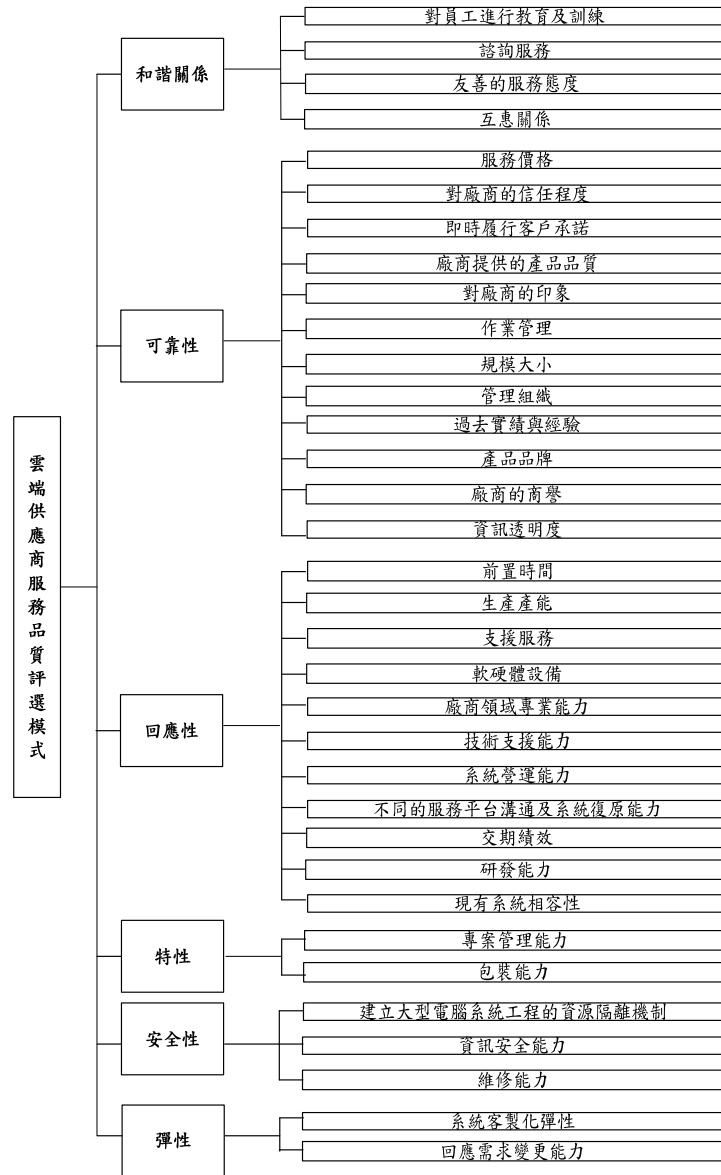 雲端供應商服務品質評選模式
和諧關係
對員工進行教育及訓練
諮詢服務
友善的服務態度
互惠關係
可靠性
服務價格
對廠商的信任程度
即時履行客戶承諾
廠商提供的產品品質
對廠商的印象
作業管理
規模大小
管理組織
過去實績與經驗
產品品牌
廠商的商譽
資訊透明度
回應性
前置時間
生產產能
支援服務
軟硬體設備
廠商領域專業能力
技術支援能力
系統營運能力
不同的服務平台溝通及系統復原能力
交期績效
研發能力
現有系統相容性
特性
專案管理能力
包裝能力
安全性
建立大型電腦系統工程的資源隔離機制
資訊安全能力
維修能力
彈性
系統客製化彈性
回應需求變更能力